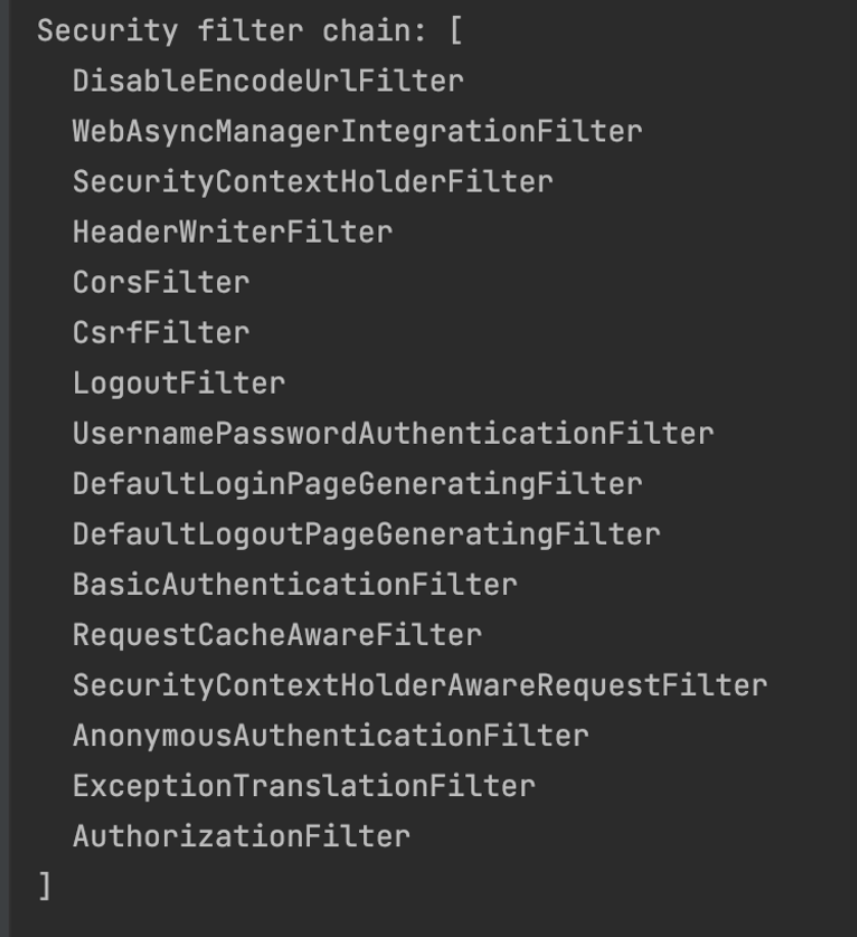 Security filter chain: [
  DisableEncodeUrlFilter
  WebAsyncManagerIntegrationFilter
  SecurityContextHolderFilter
  HeaderWriterFilter
  CorsFilter
  CsrfFilter
  LogoutFilter
  UsernamePasswordAuthenticationFilter
  DefaultLoginPageGeneratingFilter
  DefaultLogoutPageGeneratingFilter
  BasicAuthenticationFilter
  RequestCacheAwareFilter
  SecurityContextHolderAwareRequestFilter
  AnonymousAuthenticationFilter
  ExceptionTranslationFilter
  AuthorizationFilter
]